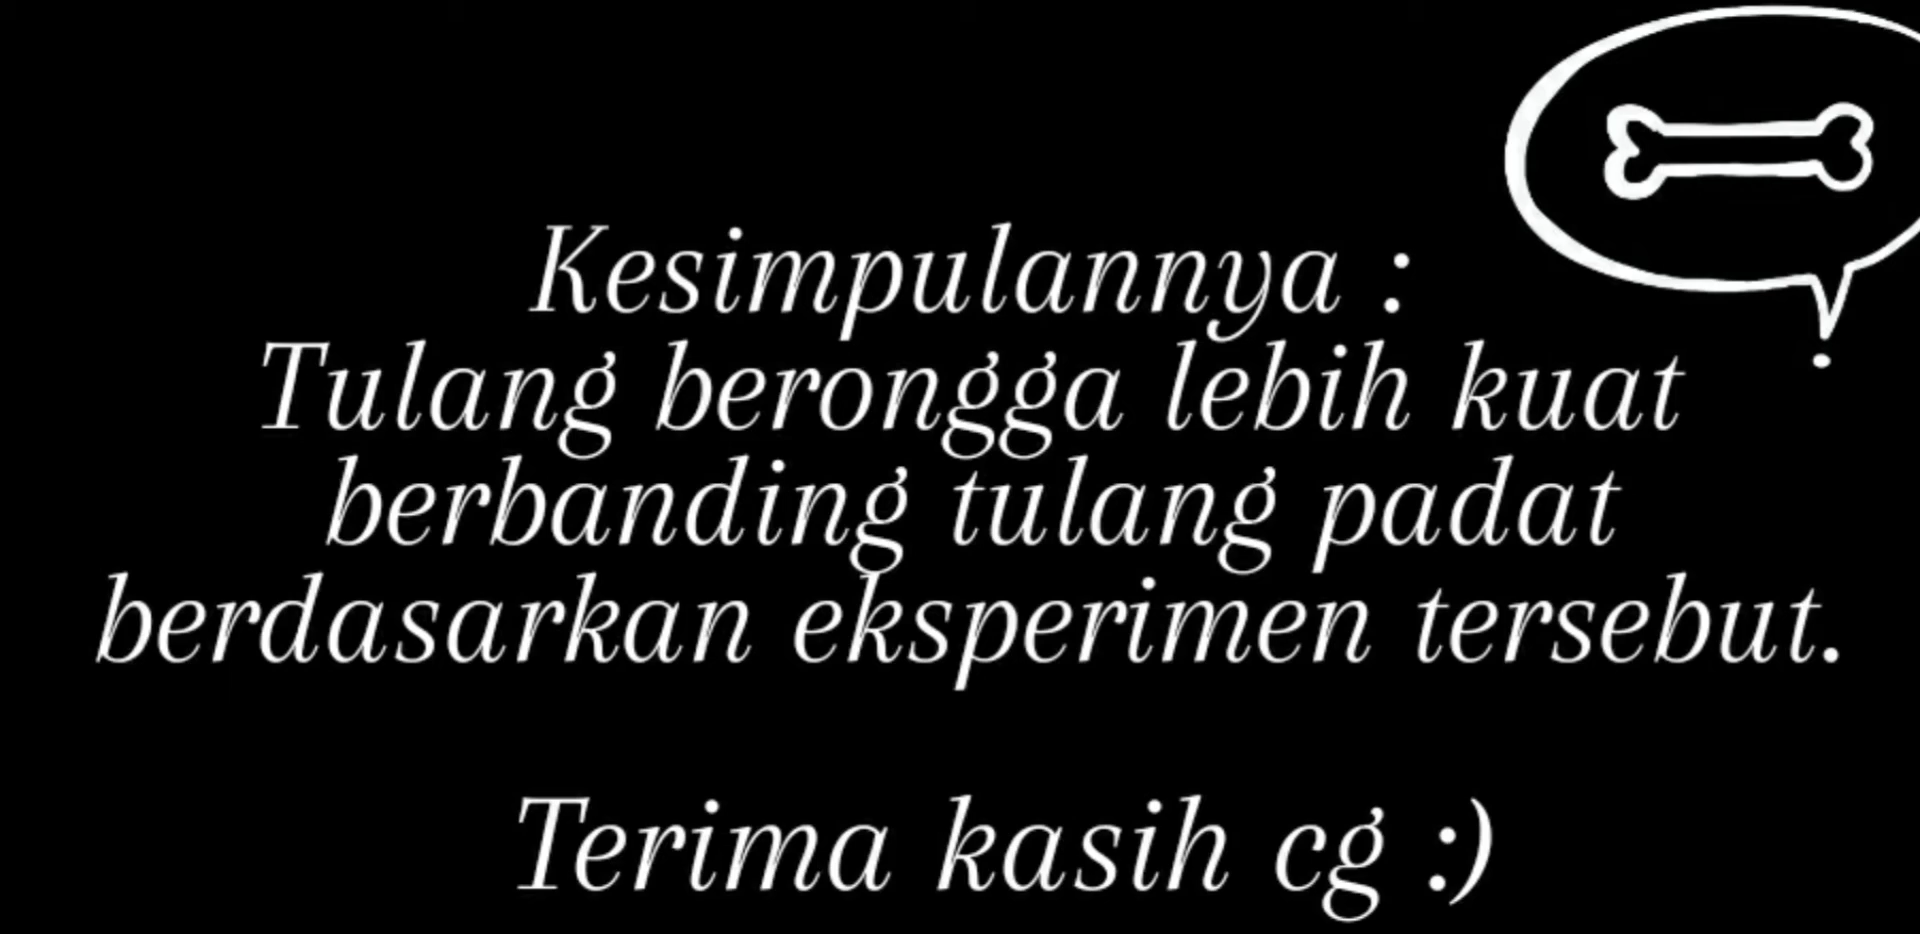 Kesimpulannya :
Tulang berongga lebih kuat
berbanding tulang padat
berdasarkan eksperimen tersebut.
Terima kasih cg :)